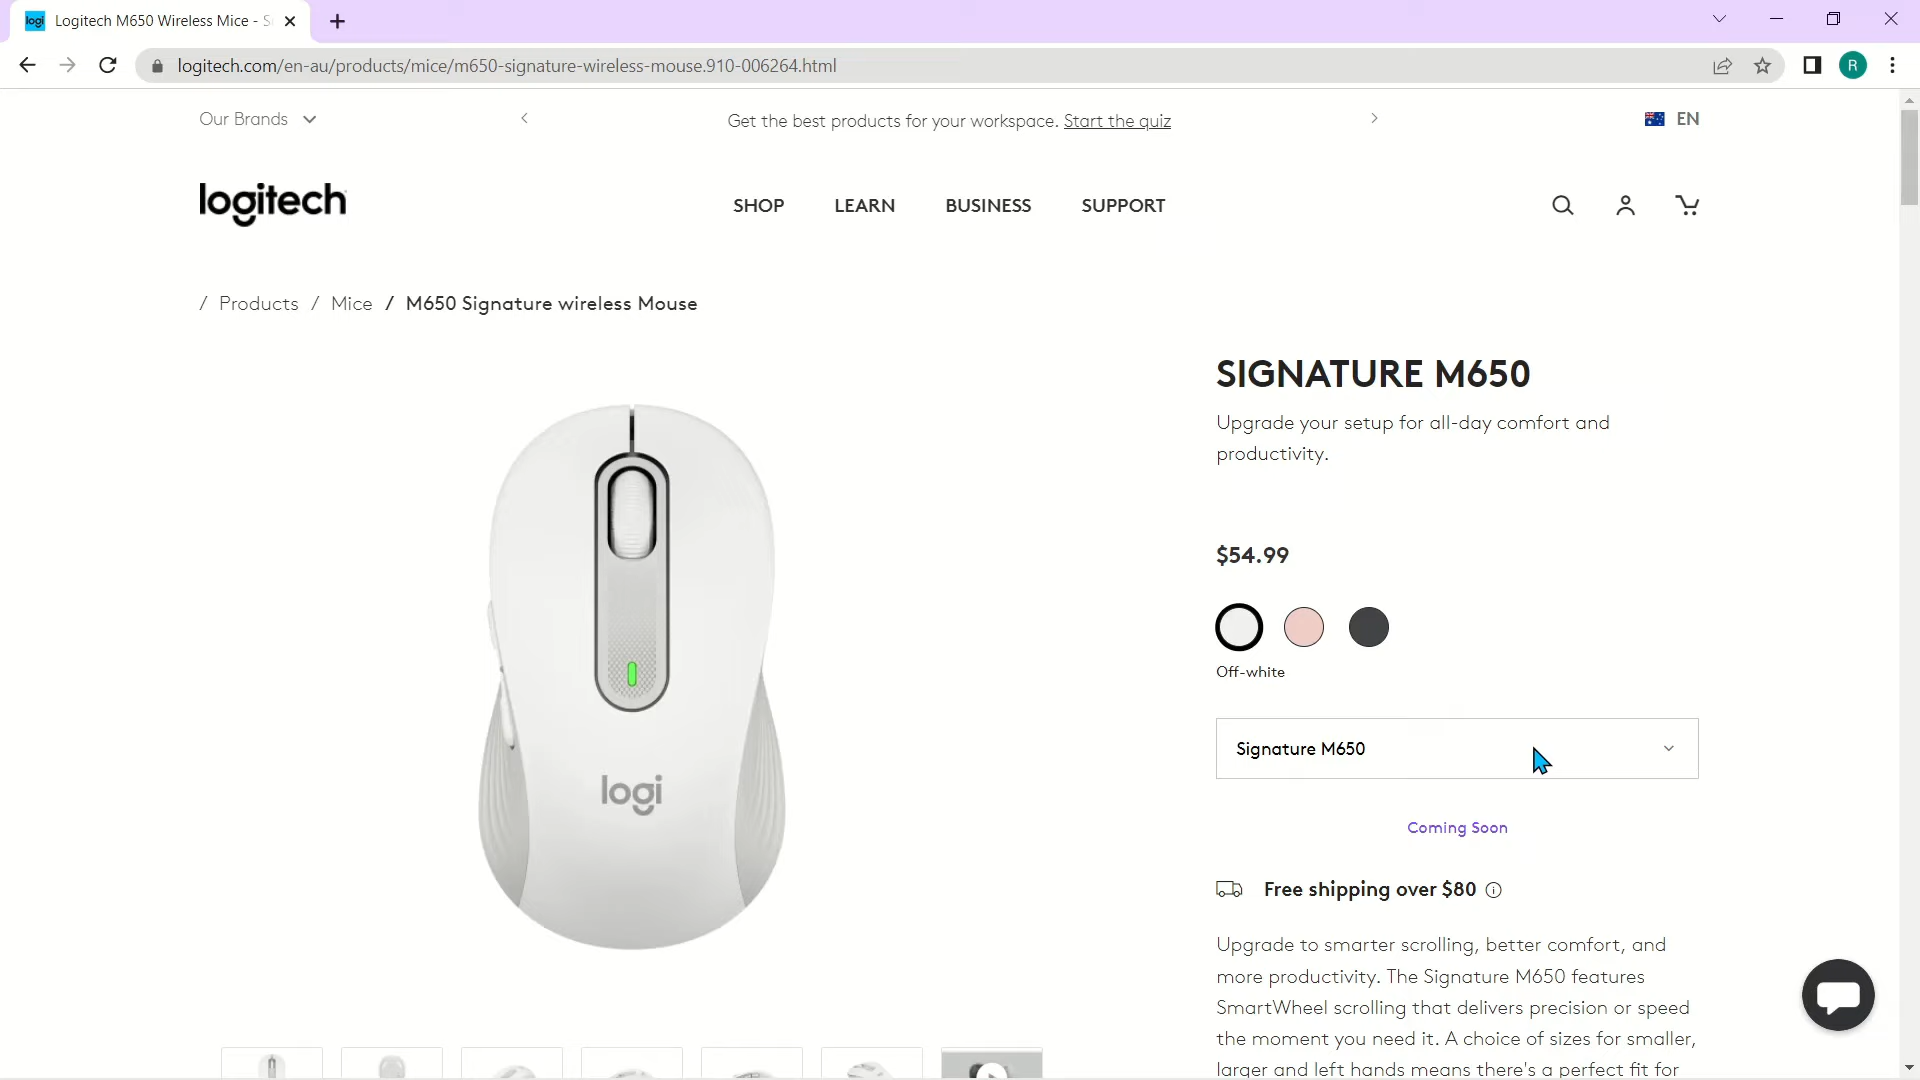 logi Logitech M650 Wireless Mice - S
logitech.com/en-au/products/mice/m650-signature-wireless-mouse.910-006264.html
R
Our Brands
Get the best products for your workspace. Start the quiz
EN
logitech
SHOP LEARN BUSINESS SUPPORT
/ Products / Mice / M650 Signature wireless Mouse
SIGNATURE M650
Upgrade your setup for all-day comfort and
productivity.
$54.99
Off-white
Signature M650
logi
Coming Soon
Free shipping over $80
Upgrade to smarter scrolling, better comfort, and
more productivity. The Signature M650 features
SmartWheel scrolling that delivers precision or speed
the moment you need it. A choice of sizes for smaller,
larger and left hands means there's a perfect fit for